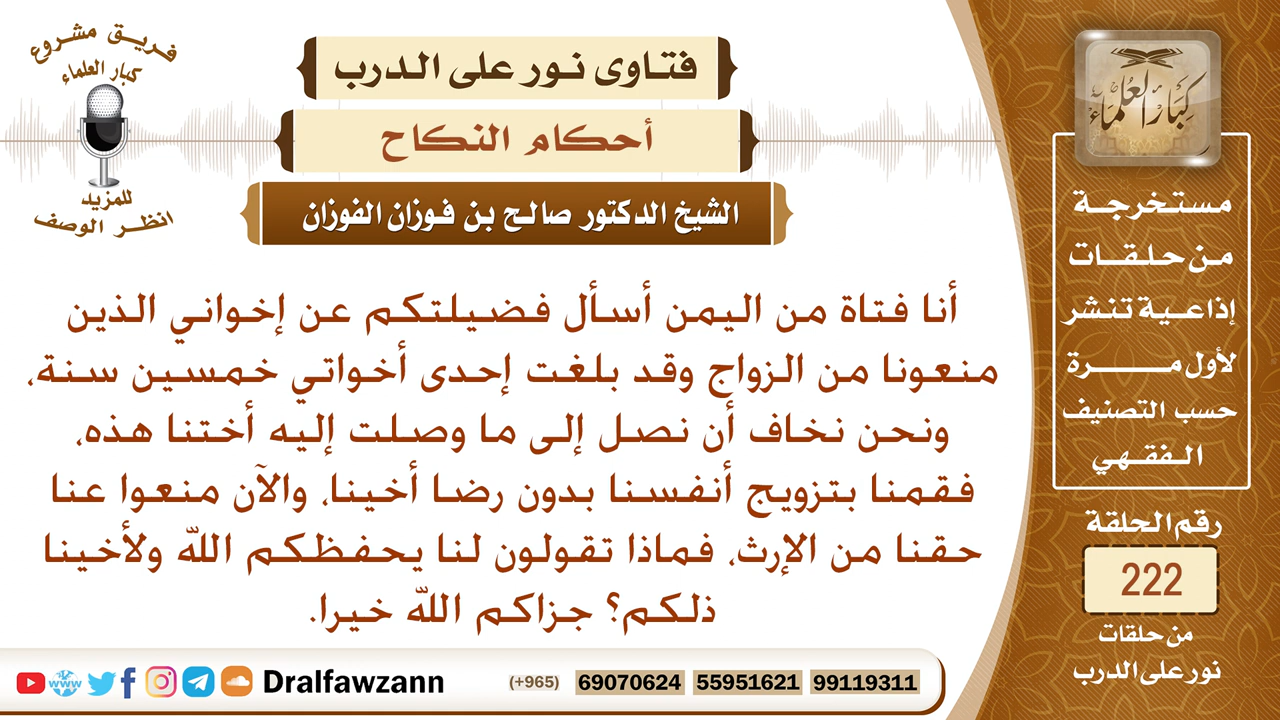 فريق مشروع
كبار العلماء
للمزيد
انظر الوصف
فتاوى نور على الدرب
أحكام النكاح
الشيخ الدكتور صالح بن فوزان الفوزان
أنا فتاة من اليمن أسأل فضيلتكم عن إخواني الذين
منعونا من الزواج وقد بلغت إحدى أخواتي خمسين سنة،
ونحن نخاف أن نصل إلى ما وصلت إليه أختنا هذه،
فقمنا بتزويج أنفسنا بدون رضا أخينا، والآن منعوا عنا
حقنا من الإرث، فماذا تقولون لنا يحفظكم الله ولأخينا
ذلكم؟ جزاكم الله خيرا.
كبار العلماء
مستخرجة
من حلقات
إذاعية تنشر
لأول مرة
حسب التصنيف
الفقهي
رقم الحلقة
222
من حلقات
نور على الدرب
www Dralfawzann (+965) 69070624 55951621 99119311